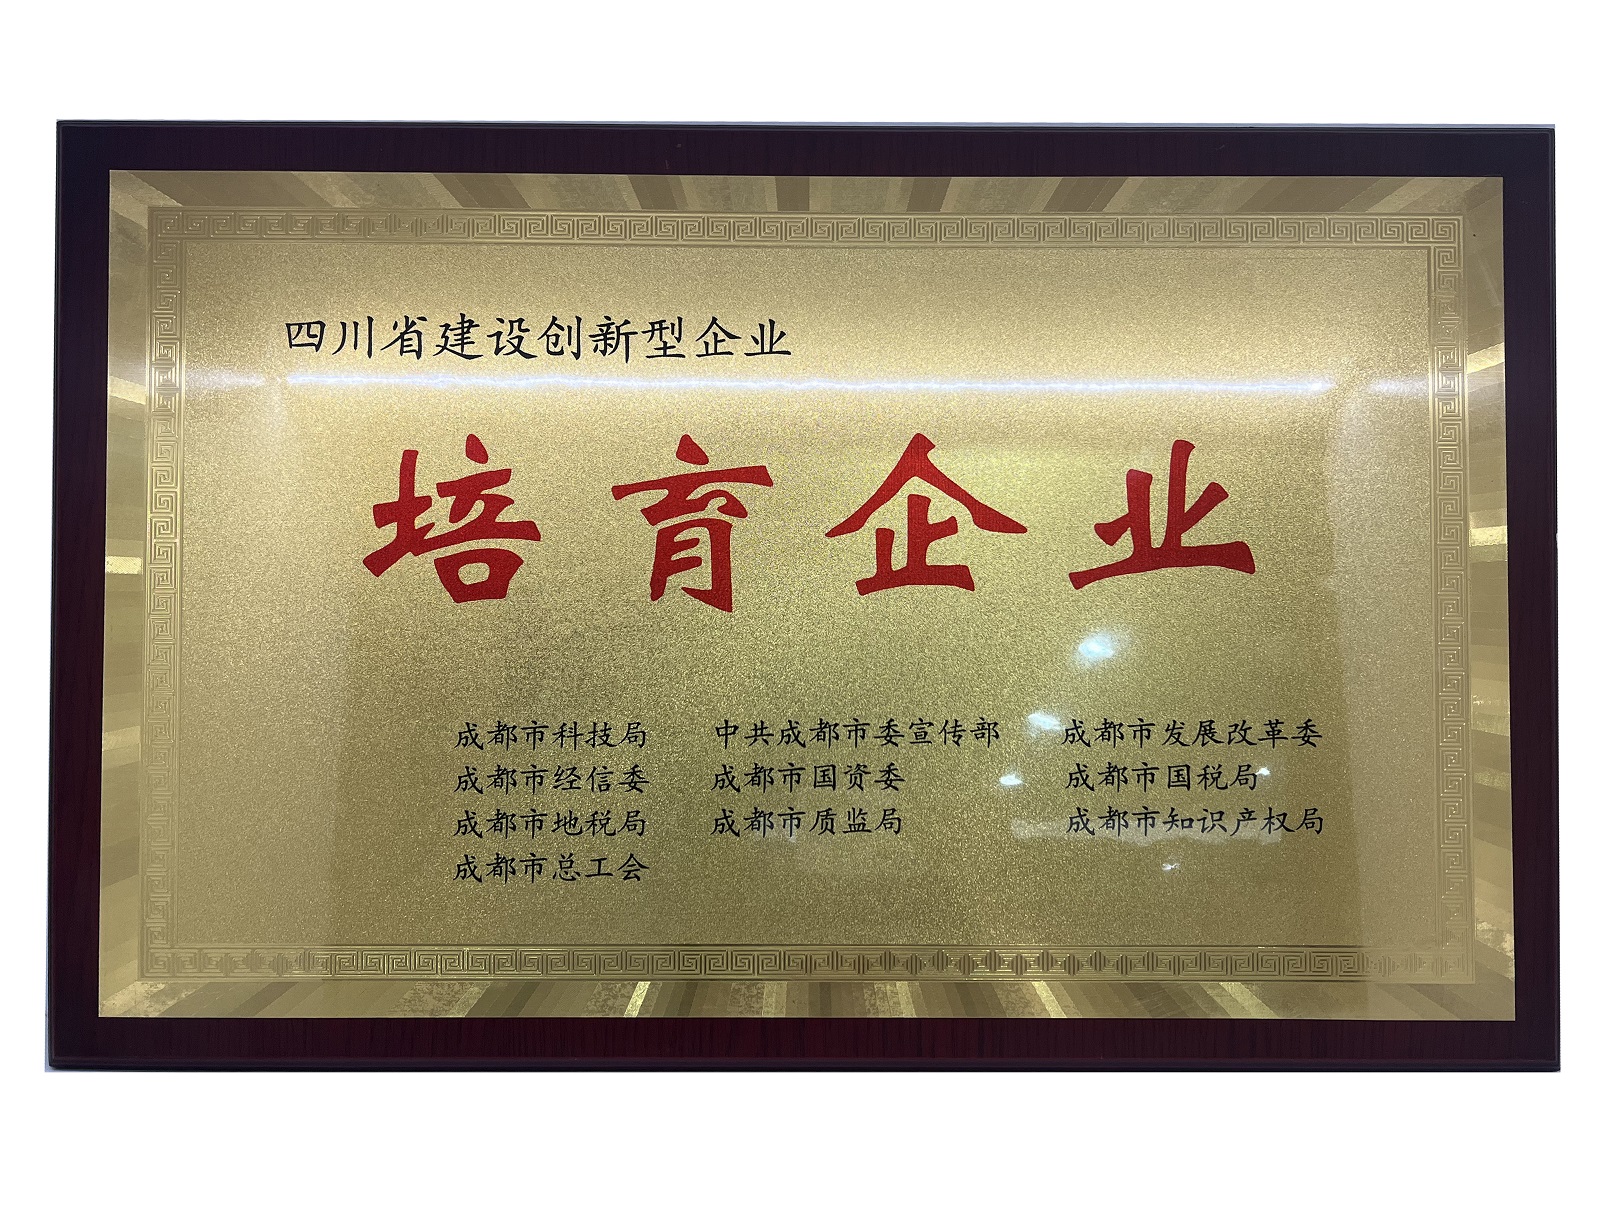 四川省建设创新型企业
培育企业
成都市科技局 中共成都市委宣传部 成都市发展改革委
成都市经信委 成都市国资委 成都市国税局
成都市地税局 成都市质监局 成都市知识产权局
成都市总工会